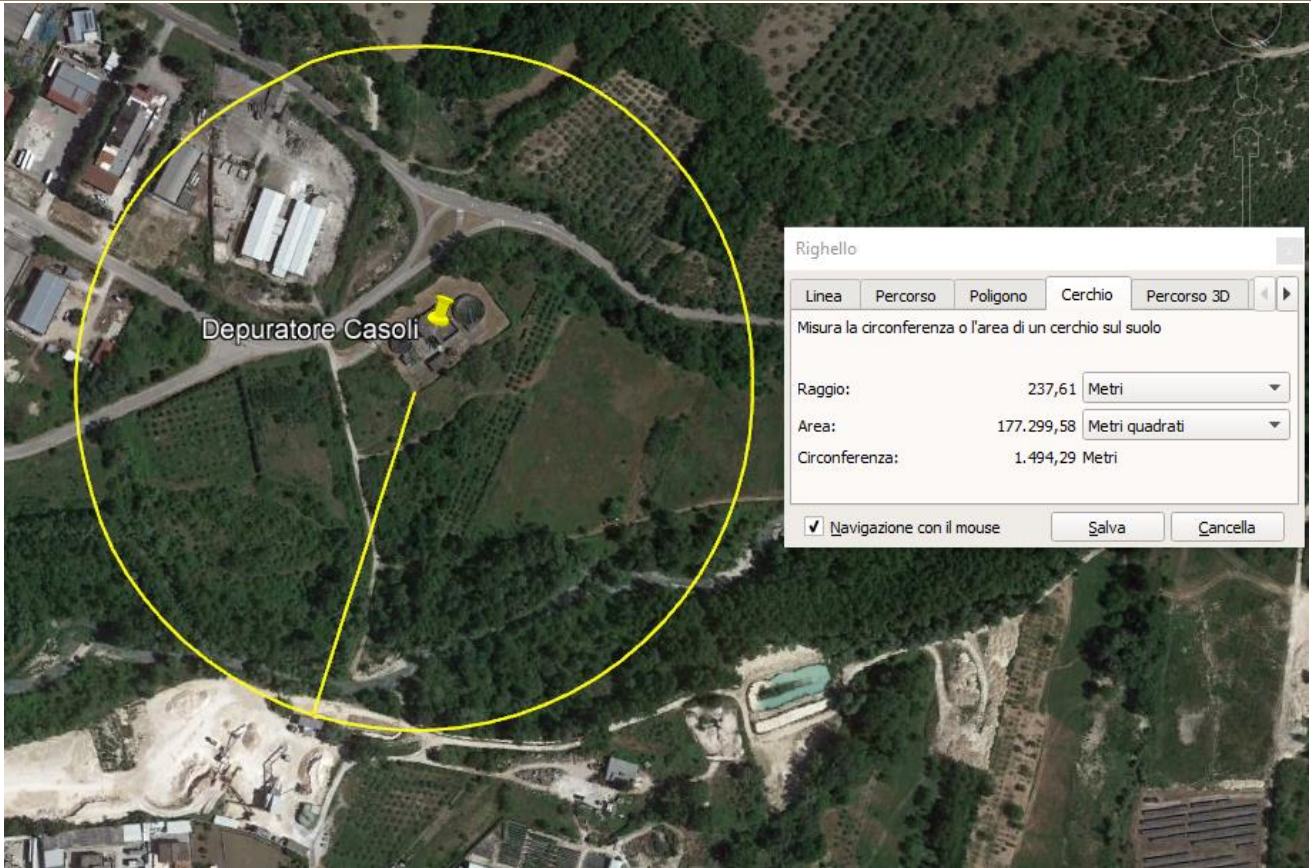 Depuratore Casoli
Righello
Linea Percorso Poligono Cerchio Percorso 3D
Misura la circonferenza o l'area di un cerchio sul suolo
Raggio: 237,61 Metri
Area: 177.299,58 Metri quadrati
Circonferenza: 1.494,29 Metri
Navigazione con il mouse Salva Cancella